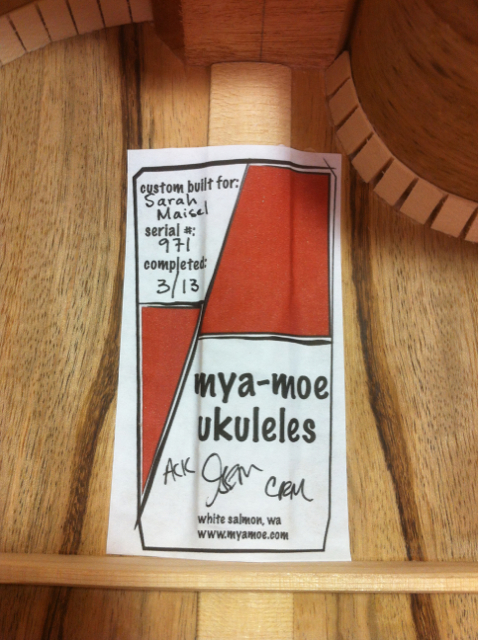 custom built for:
Sarah
Maisel
serial #:
971
completed:
3/13
mya-moe
ukuleles
ACK CRM
white salmon, wa
www.myamoe.com